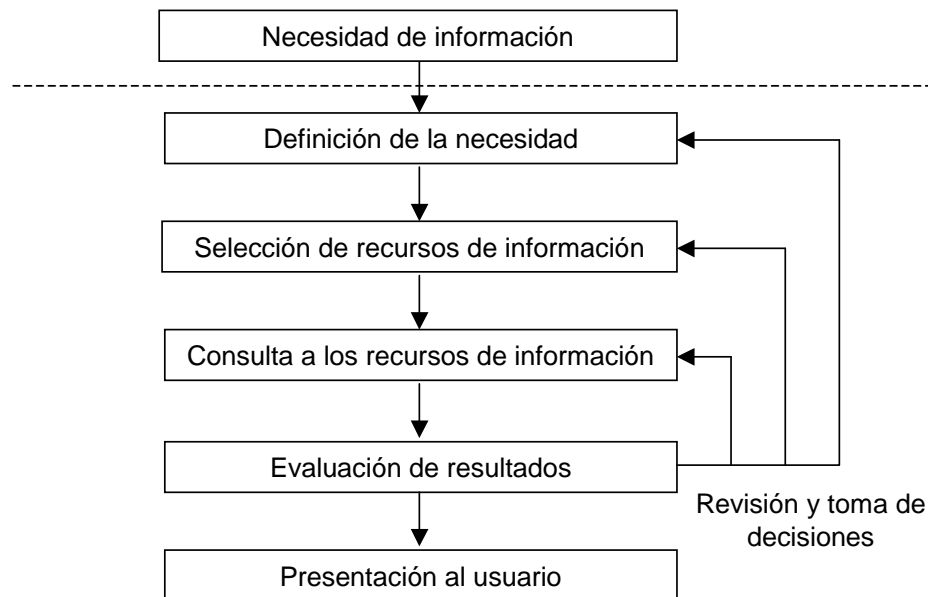 Necesidad de información
Definición de la necesidad
Selección de recursos de información
Consulta a los recursos de información
Evaluación de resultados
Revisión y toma de
decisiones
Presentación al usuario